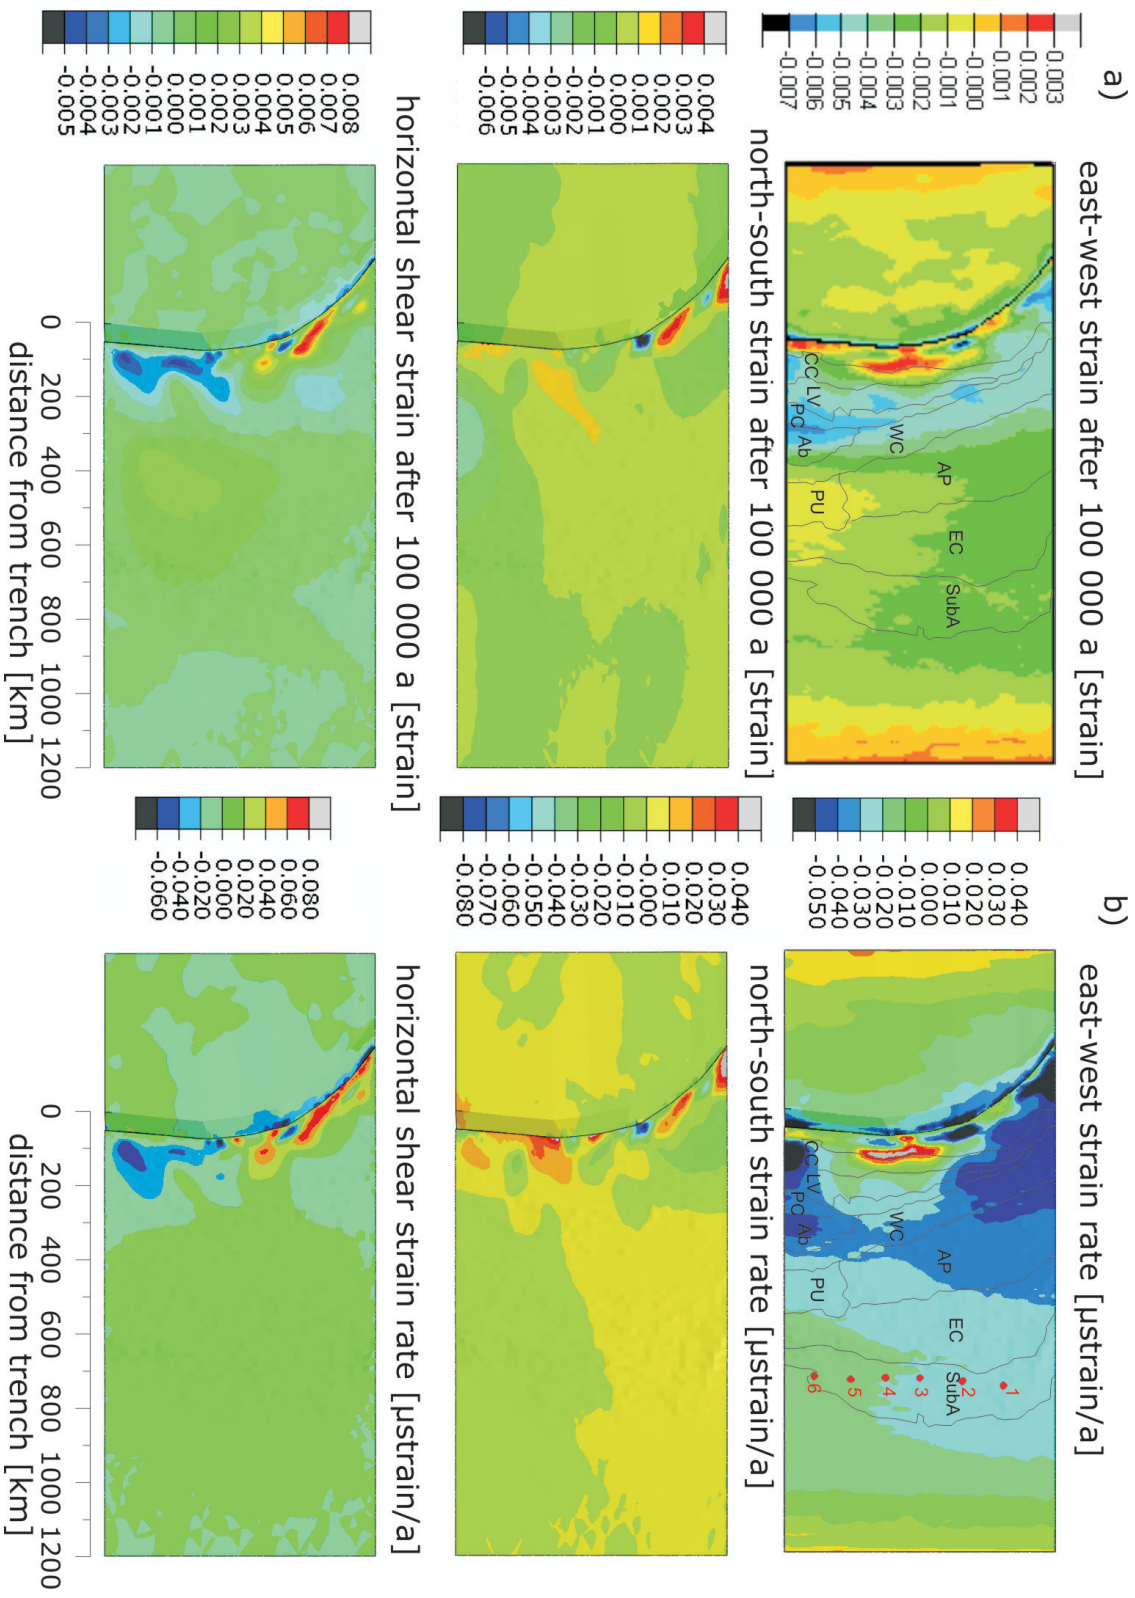 a)
east-west strain after 100 000 a [strain]
0.003
0.002
0.001
-0.000
-0.001
-0.002
-0.003
-0.004
-0.005
-0.006
-0.007
AP
EC
SubA
WC
CC LV
PC Ab
PU
north-south strain after 100 000 a [strain]
0.004
0.003
0.002
0.001
-0.000
-0.001
-0.002
-0.003
-0.004
-0.005
-0.006
horizontal shear strain after 100 000 a [strain]
0.008
0.007
0.006
0.005
0.003
0.002
0.001
0.000
-0.001
-0.001
-0.002
-0.003
-0.004
-0.005
0 200 400 600 800 1000 1200
distance from trench [km]
b)
east-west strain rate [µstrain/a]
0.040
0.030
0.020
0.010
0.000
-0.010
-0.020
-0.030
-0.040
-0.050
1
2
3
4
5
6
AP
EC
SubA
WC
CC LV
PC Ab
PU
north-south strain rate [µstrain/a]
0.040
0.030
0.020
0.010
-0.000
-0.010
-0.020
-0.030
-0.040
-0.050
-0.060
-0.070
-0.080
horizontal shear strain rate [µstrain/a]
0.080
0.060
0.040
0.020
0.000
-0.020
-0.040
-0.060
0 200 400 600 800 1000 1200
distance from trench [km]